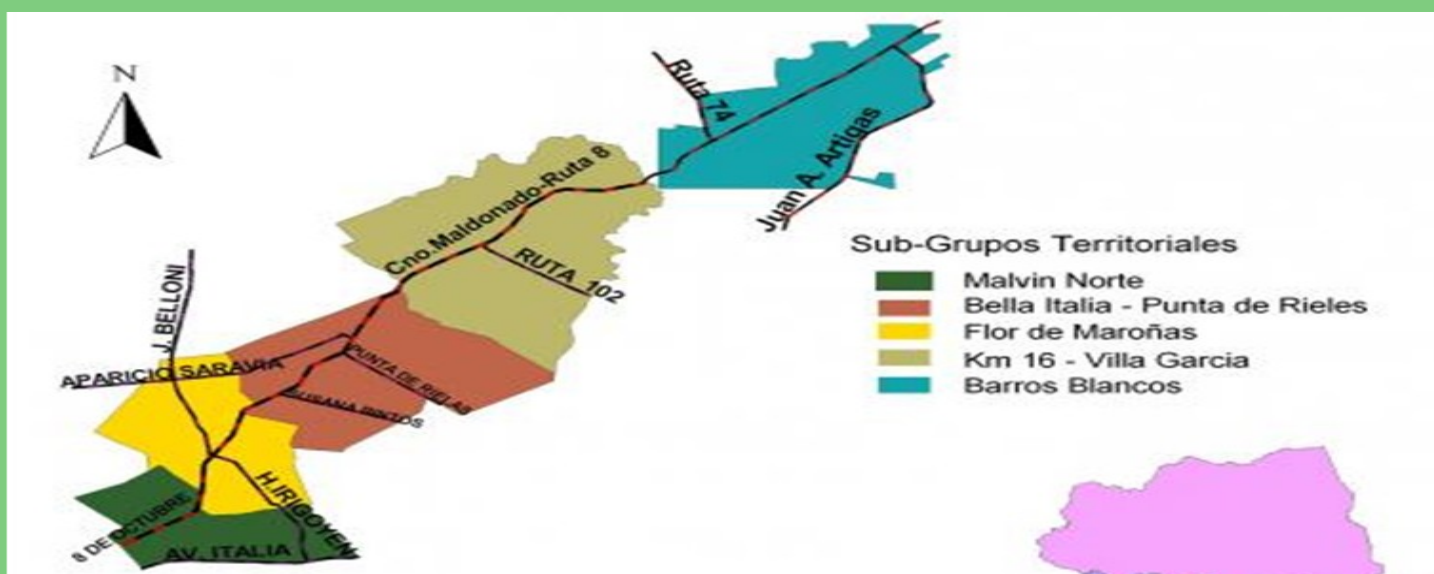 N
Ruta 74
Juan A. Artigas
Cno.Maldonado-Ruta 8
RUTA 102
Sub-Grupos Territoriales
Malvin Norte
Bella Italia - Punta de Rieles
Flor de Maroñas
Km 16 - Villa Garcia
Barros Blancos
J. BELLONI
APARICIO SARAVIA
PUNTA DE RIELAS
SUSANA PINTOS
8 DE OCTUBRE
H.IRIGOYEN
AV. ITALIA